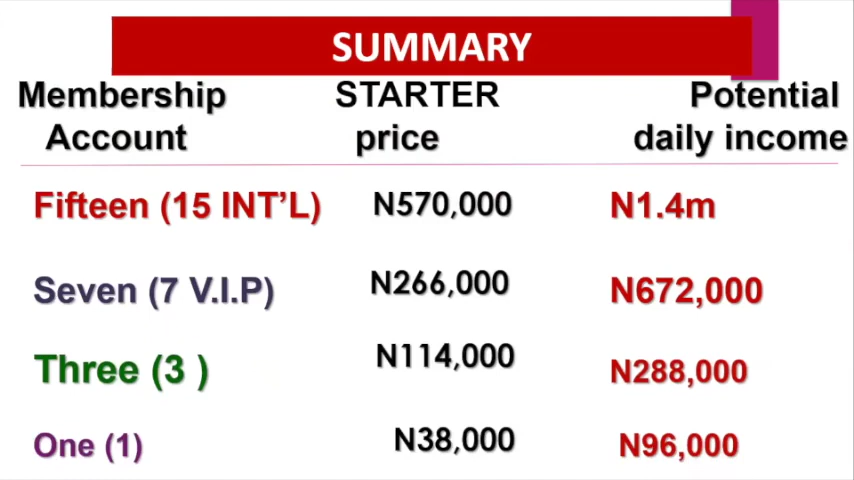 SUMMARY
Membership Account
STARTER price
Potential daily income
Fifteen (15 INT’L) N570,000 N1.4m
Seven (7 V.I.P) N266,000 N672,000
Three (3 ) N114,000 N288,000
One (1) N38,000 N96,000